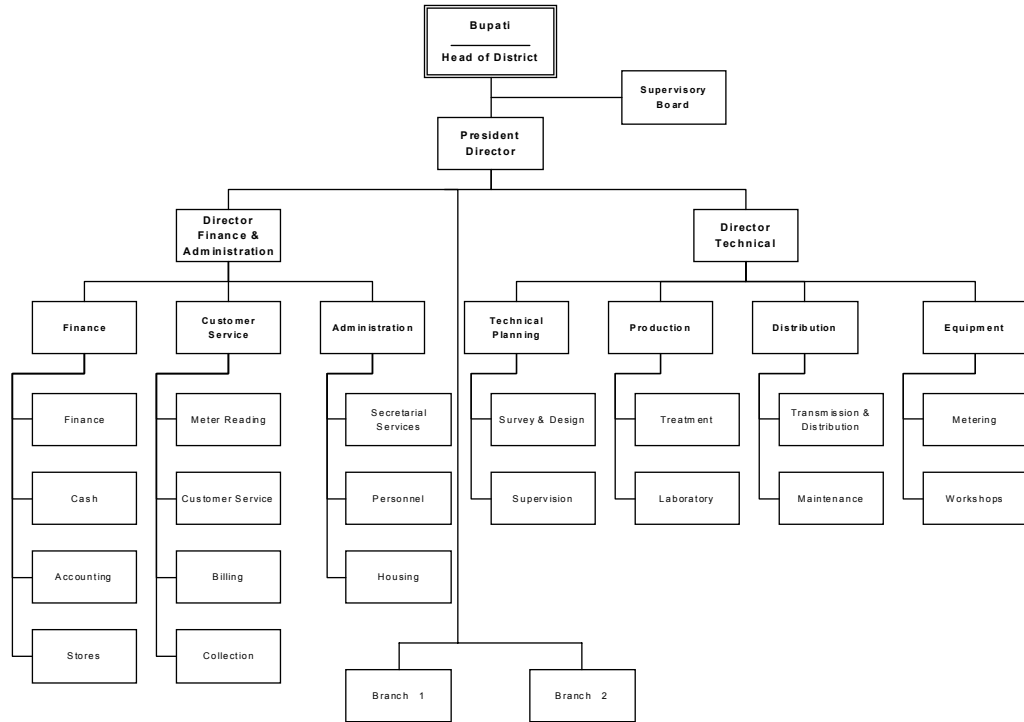 Bupati
Head of District
Supervisory
Board
President
Director
Director
Finance &
Administration
Director
Technical
Finance
Customer
Service
Administration
Technical
Planning
Production
Distribution
Equipment
Finance
Meter Reading
Secretarial
Services
Survey & Design
Treatment
Transmission &
Distribution
Metering
Cash
Customer Service
Personnel
Supervision
Laboratory
Maintenance
Workshops
Accounting
Billing
Housing
Stores
Collection
Branch 1
Branch 2